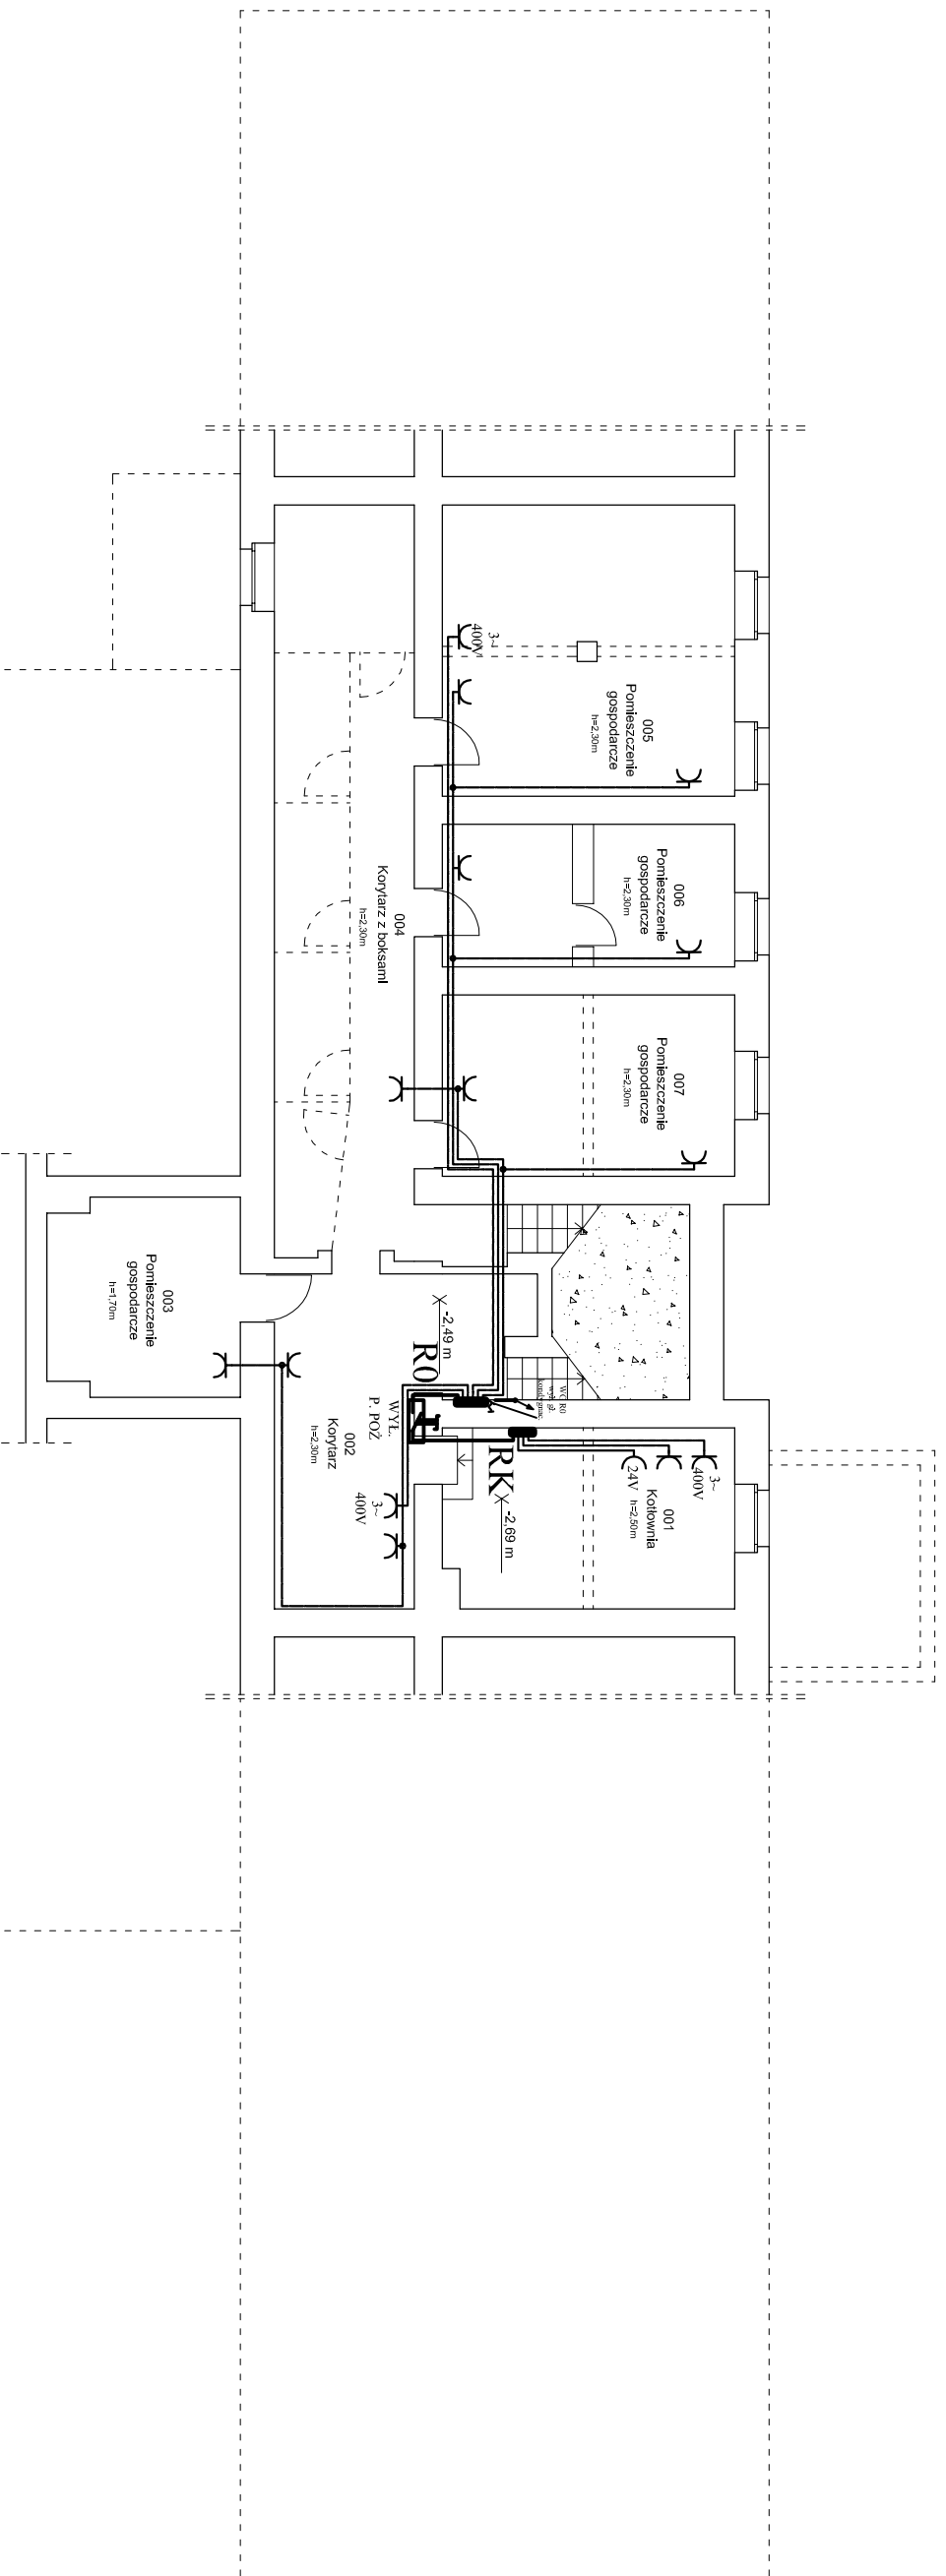 3~
400V
005
Pomieszczenie
gospodarcze
h=2,30m
006
Pomieszczenie
gospodarcze
h=2,30m
007
Pomieszczenie
gospodarcze
h=2,30m
004
Korytarz z boksami
h=2,30m
003
Pomieszczenie
gospodarcze
h=1,70m
-2,49 m
R0
WYŁ.
P. POŻ
002
Korytarz
h=2,30m
3~
400V
RK
-2,69 m
24V
3~
400V
001
Kotłownia
h=2,50m